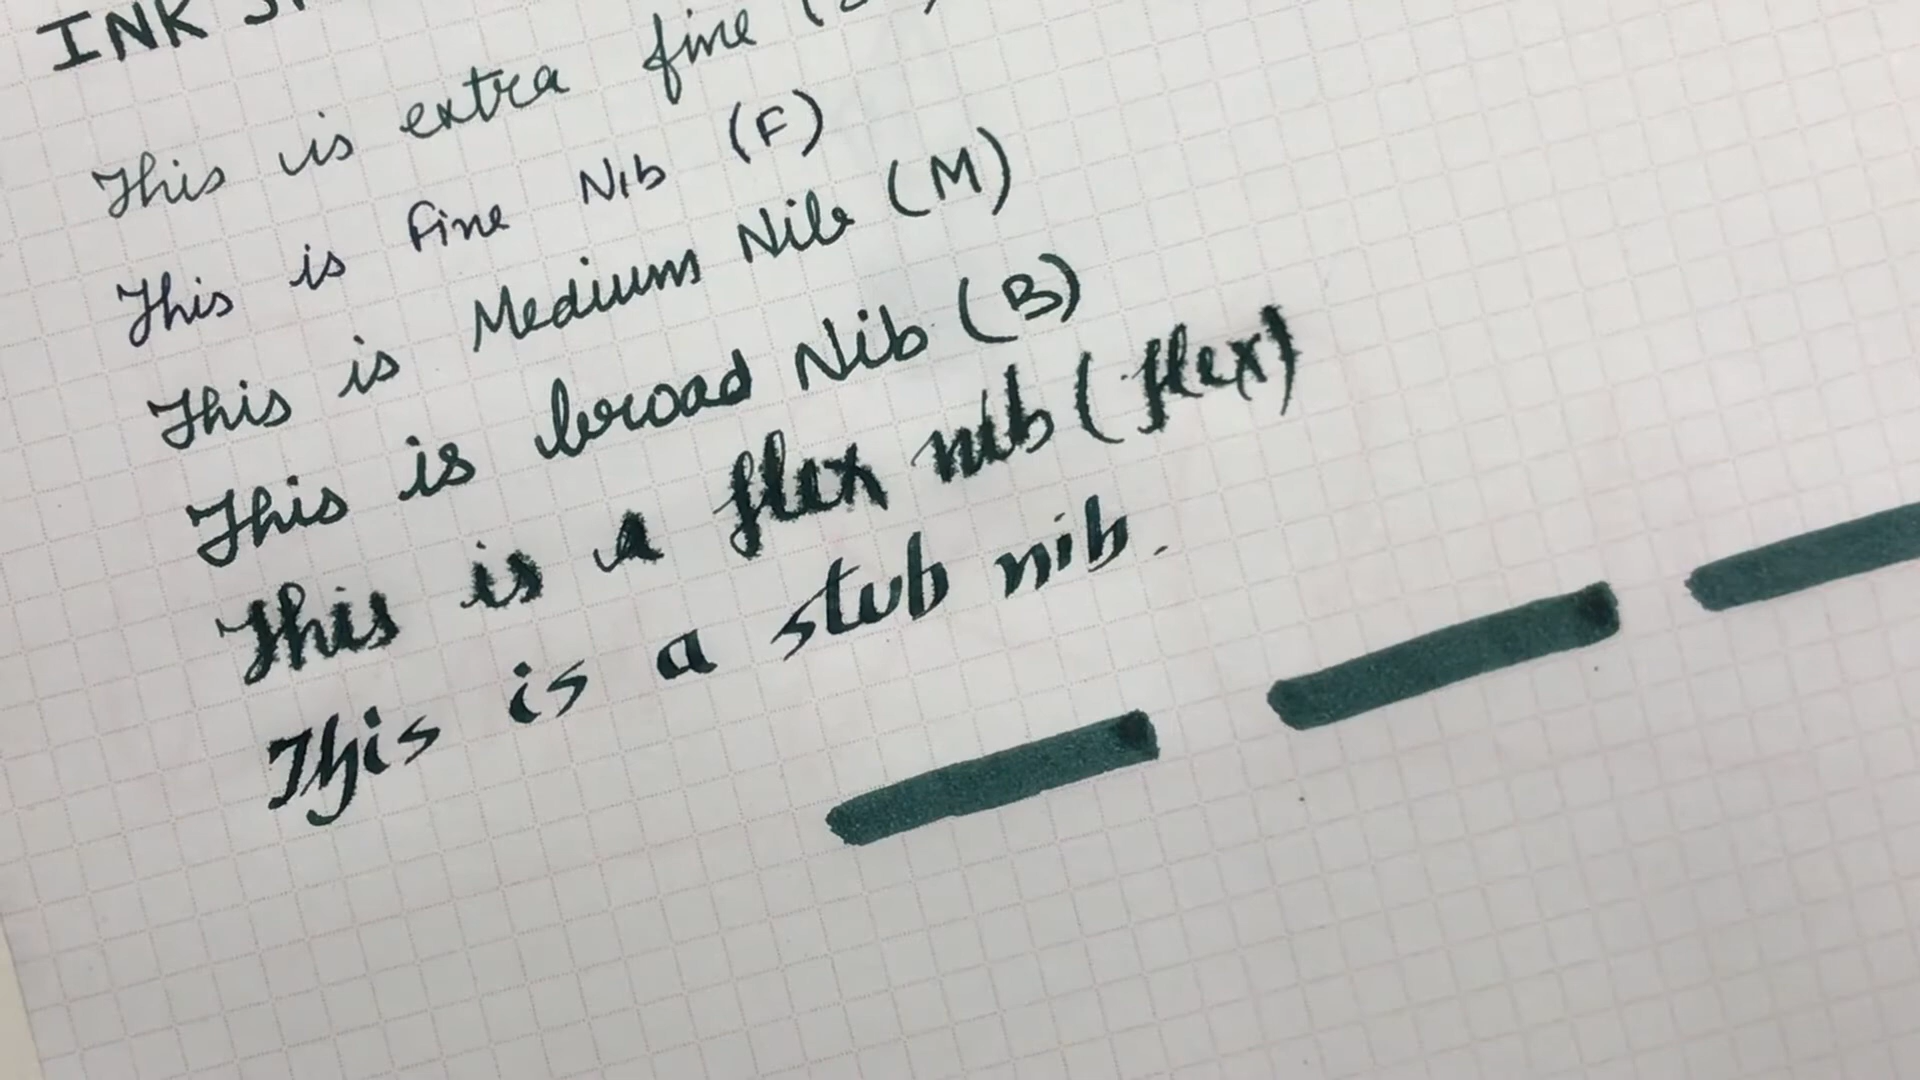 INK
This is extra fine
This is fine Nib (F)
This is Medium Nib (M)
This is broad Nib (B)
This is a flex nib (flex)
This is a stub nib.